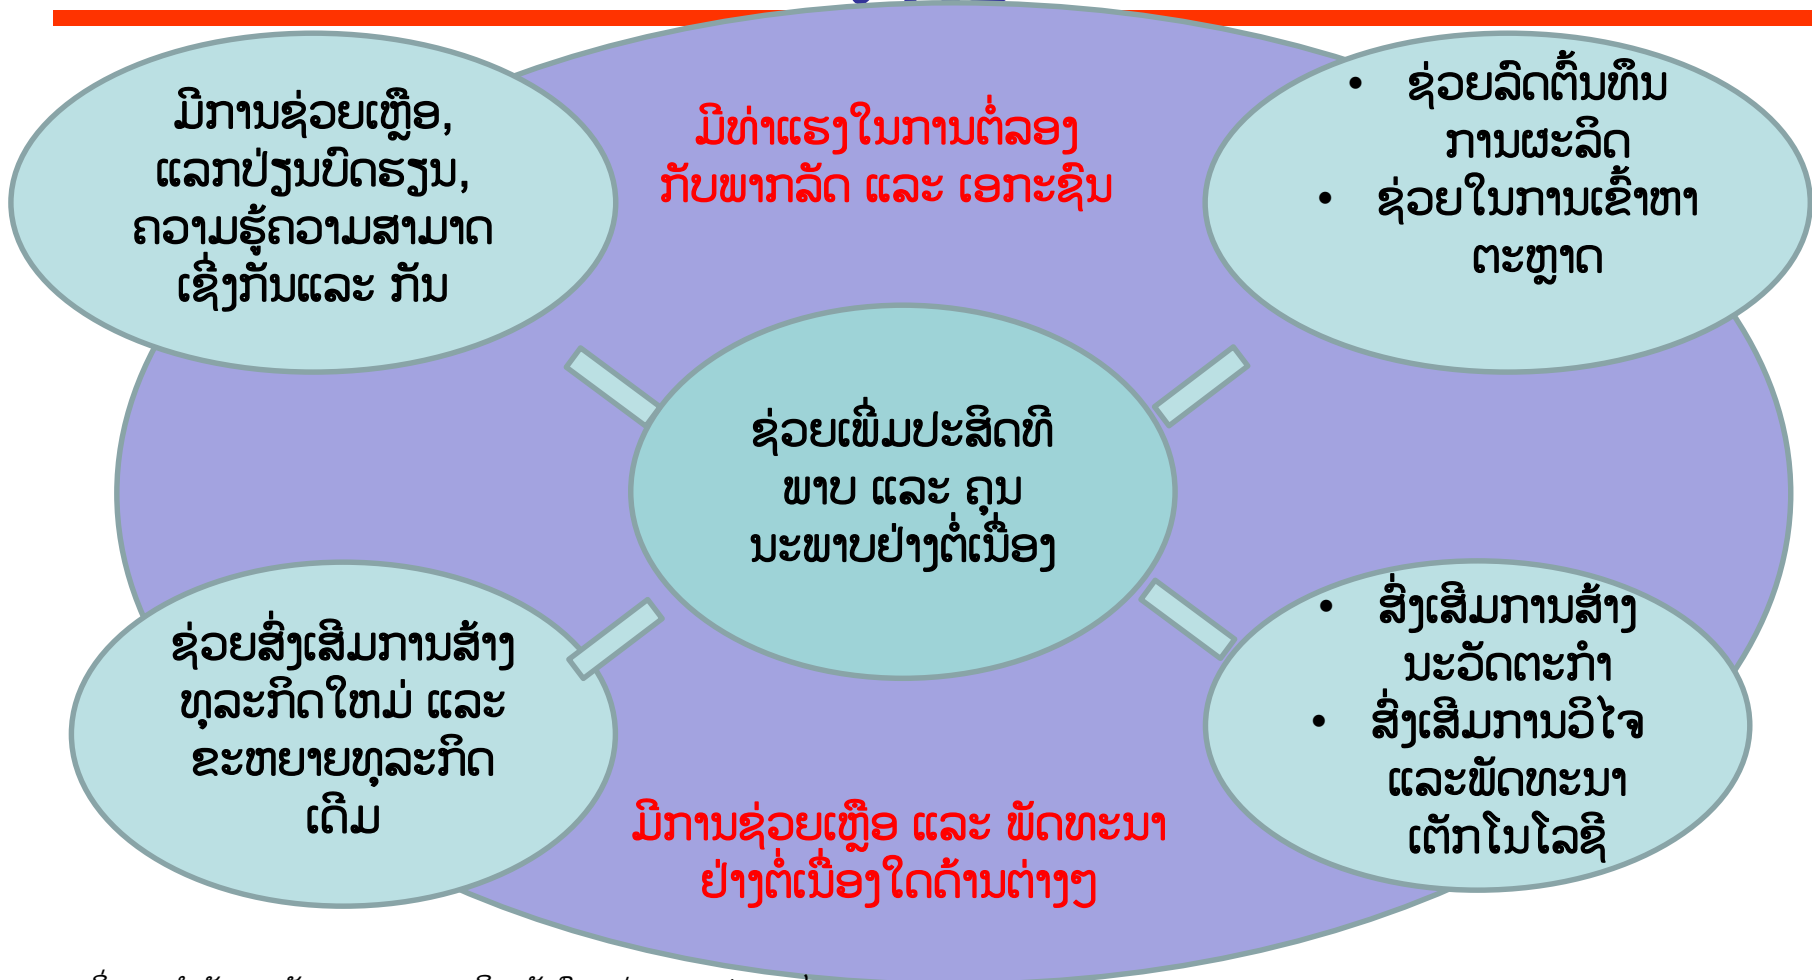 ມີການຊ່ວຍເຫຼືອ,
ແລກປ່ຽນບົດຮຽນ,
ຄວາມຮູ້ຄວາມສາມາດ
ເຊີ່ງກັນແລະ ກັນ
ມີທ່າແຮງໃນການຕໍ່ລອງ
ກັບພາກລັດ ແລະ ເອກະຊົນ
• ຊ່ວຍລົດຕົ້ນທຶນ
ການຜະລິດ
• ຊ່ວຍໃນການເຂົ້າຫາ
ຕະຫຼາດ
ຊ່ວຍເພີ່ມປະສິດທີ
ພາບ ແລະ ຄຸນ
ນະພາບຢ່າງຕໍ່ເນື່ອງ
ຊ່ວຍສົ່ງເສີມການສ້າງ
ທຸລະກິດໃຫມ່ ແລະ
ຂະຫຍາຍທຸລະກິດ
ເດີມ
• ສົ່ງເສີມການສ້າງ
ນະວັດຕະກຳ
• ສົ່ງເສີມການວິໄຈ
ແລະພັດທະນາ
ເຕັກໂນໂລຊີ
ມີການຊ່ວຍເຫຼືອ ແລະ ພັດທະນາ
ຢ່າງຕໍ່ເນື່ອງໃດດ້ານຕ່າງໆ